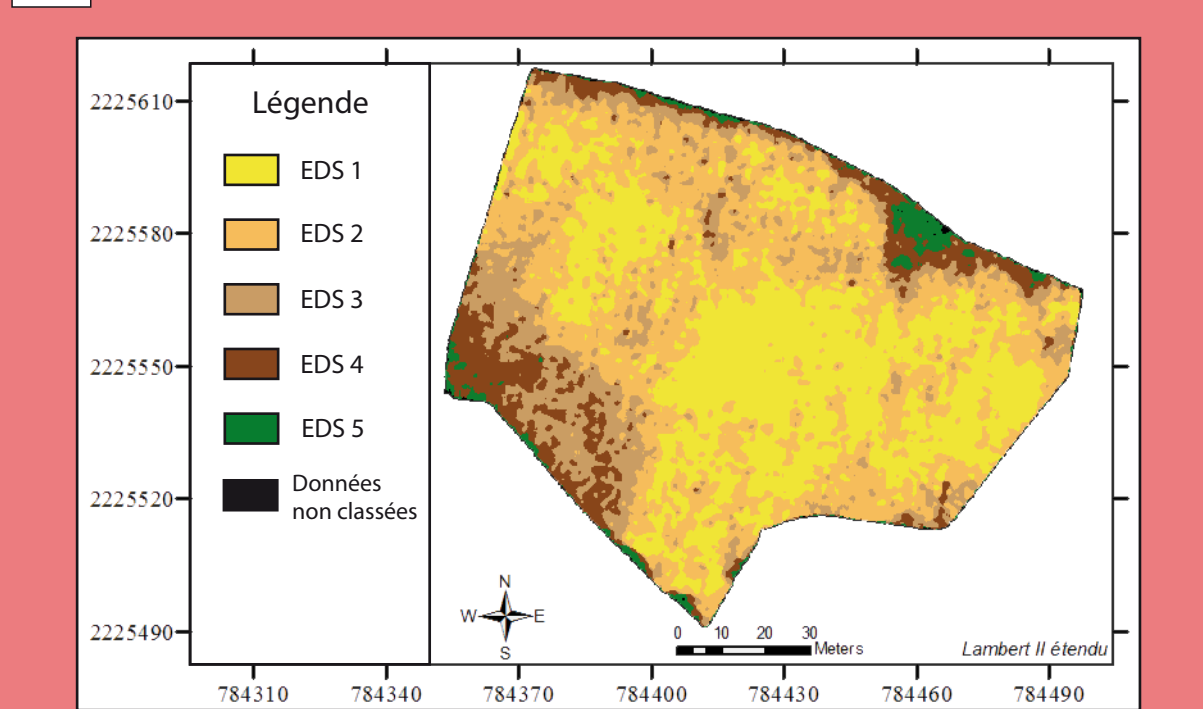 Légende
EDS 1
EDS 2
EDS 3
EDS 4
EDS 5
Données
non classées
2225610
2225580
2225550
2225520
2225490
N
W E
S
0 10 20 30
Meters
Lambert II étendu
784310 784340 784370 784400 784430 784460 784490